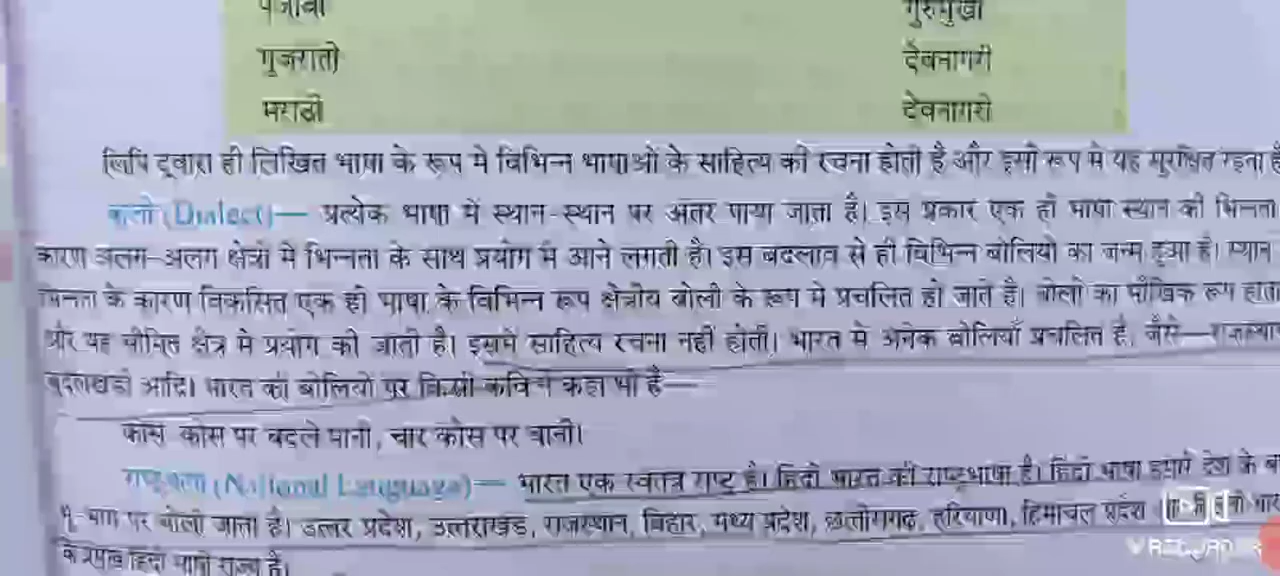 पंजाबी गुरुमुखी
गुजराती देवनागरी
मराठी देवनागरी
लिपि द्वारा ही लिखित भाषा के रूप में विभिन्न भाषाओं के साहित्य की रचना होती है और इसी रूप में यह सुरक्षित रहता है
बोली (Dialect)— प्रत्येक भाषा में स्थान-स्थान पर अंतर पाया जाता है। इस प्रकार एक ही भाषा स्थान की भिन्नता
कारण अलग-अलग क्षेत्रों में भिन्नता के साथ प्रयोग में आने लगती है। इस बदलाव से ही विभिन्न बोलियों का जन्म हुआ है। स्थान
भिन्नता के कारण विकसित एक ही भाषा के विभिन्न रूप क्षेत्रीय बोली के रूप में प्रचलित हो जाते हैं। बोली का मौखिक रूप होता
और यह सीमित क्षेत्र में प्रयोग की जाती है। इसमें साहित्य रचना नहीं होती। भारत में अनेक बोलियाँ प्रचलित हैं, जैसे—
बुंदेलखंडी आदि। भारत की बोलियों पर किसी कवि ने कहा भी है—
कोस कोस पर बदले पानी, चार कोस पर बानी।
राष्ट्रभाषा (National Language)— भारत एक स्वतंत्र राष्ट्र है। हिंदी भारत की राष्ट्रभाषा है। हिंदी भाषा हमारे देश के
भू-भाग पर बोली जाती है। उत्तर प्रदेश, उत्तराखंड, राजस्थान, बिहार, मध्य प्रदेश, छत्तीसगढ़, हरियाणा, हिमाचल प्रदेश
के प्रमुख हिंदी भाषी राज्य हैं।